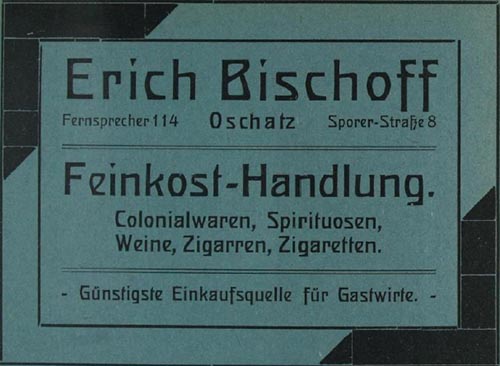 Erich Bischoff
Fernsprecher 114 Oschatz Sporer-Straße 8
Feinkost-Handlung.
Colonialwaren, Spirituosen,
Weine, Zigarren, Zigaretten.
- Günstigste Einkaufsquelle für Gastwirte. -